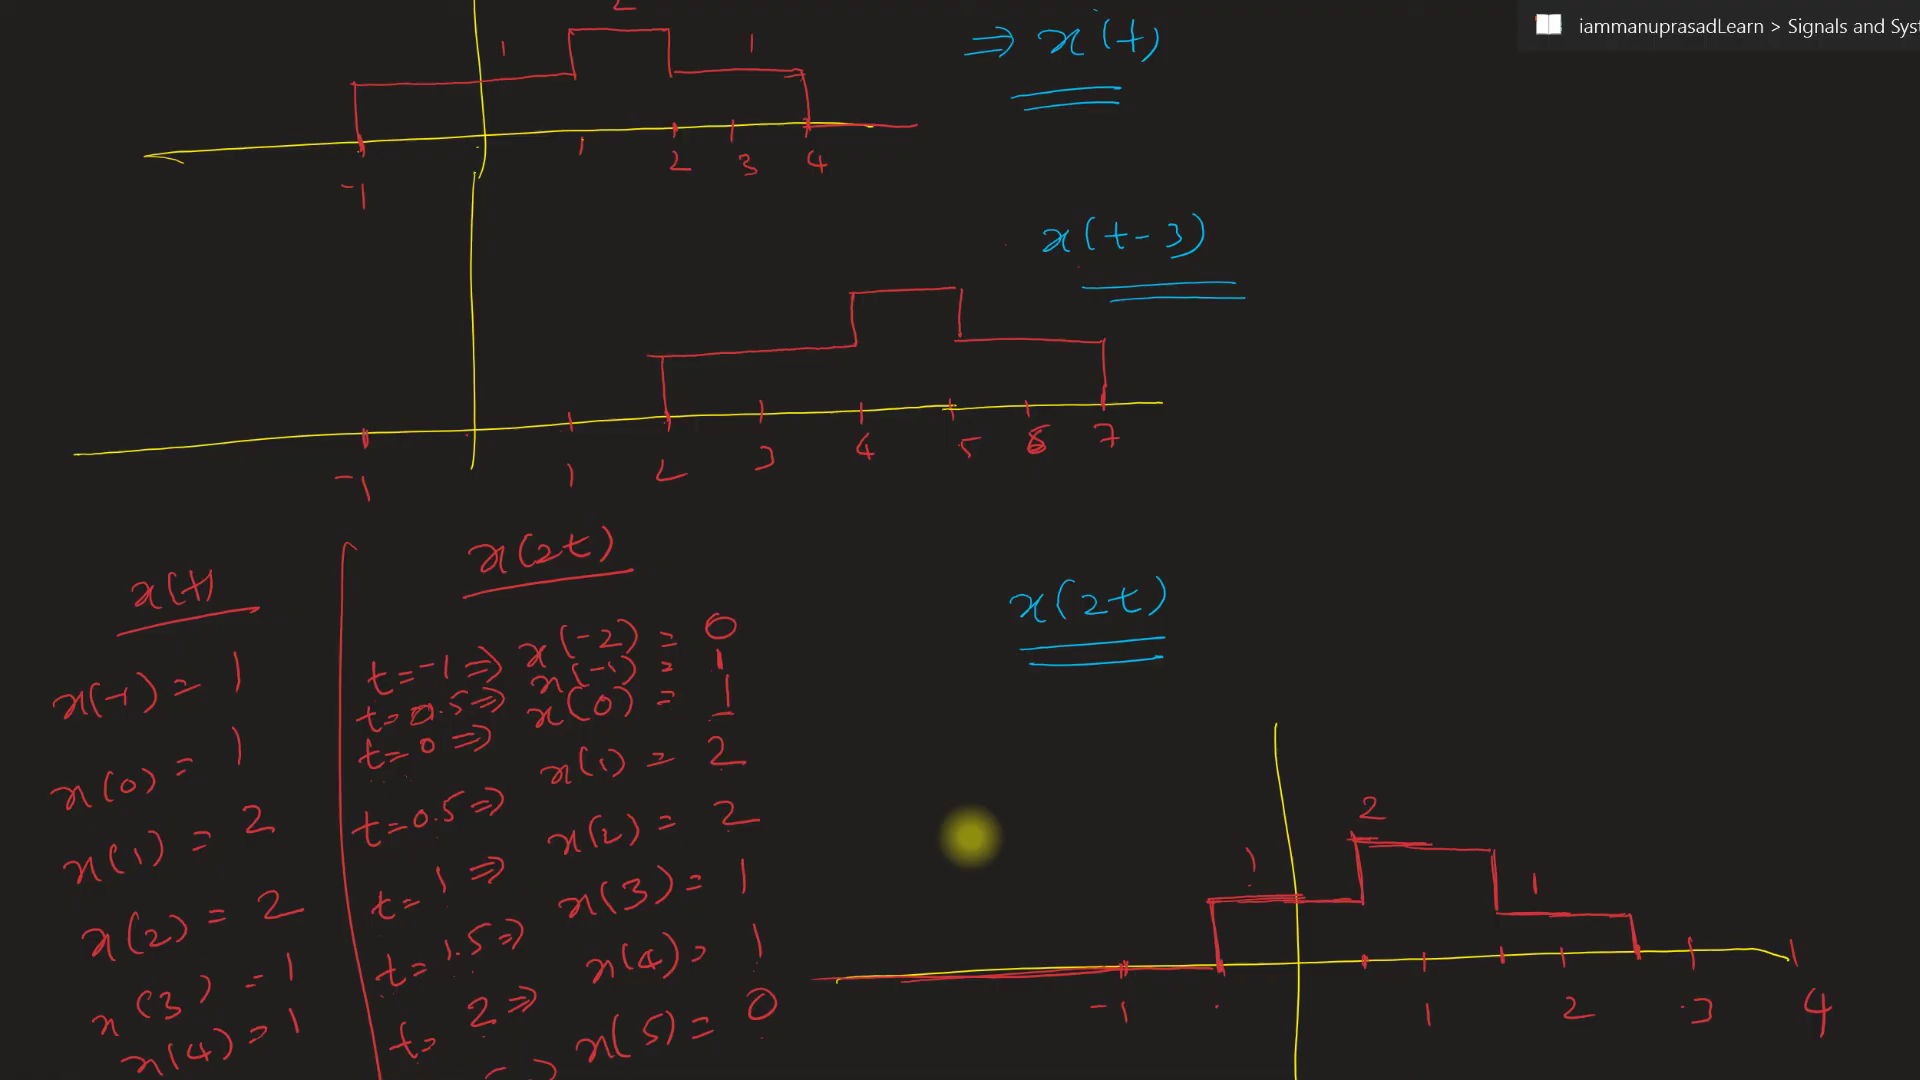 iammanuprasadLearn > Signals and Syst
2
1
1
⇒ x(t)
-1
1 2 3 4
x(t-3)
-1
1 2 3 4 5 6 7
x(t)
x(-1) = 1
x(0) = 1
x(1) = 2
x(2) = 2
x(3) = 1
x(4) = 1
x(2t)
t=-1 ⇒ x(-2) = 0
t=0.5 ⇒ x(-1) = 1
t=0 ⇒ x(0) = 1
t=0.5 ⇒ x(1) = 2
t=1 ⇒ x(2) = 2
t=1.5 ⇒ x(3) = 1
t=2 ⇒ x(4) = 1
x(5) = 0
x(2t)
2
1
1
-1 1 2 3 4